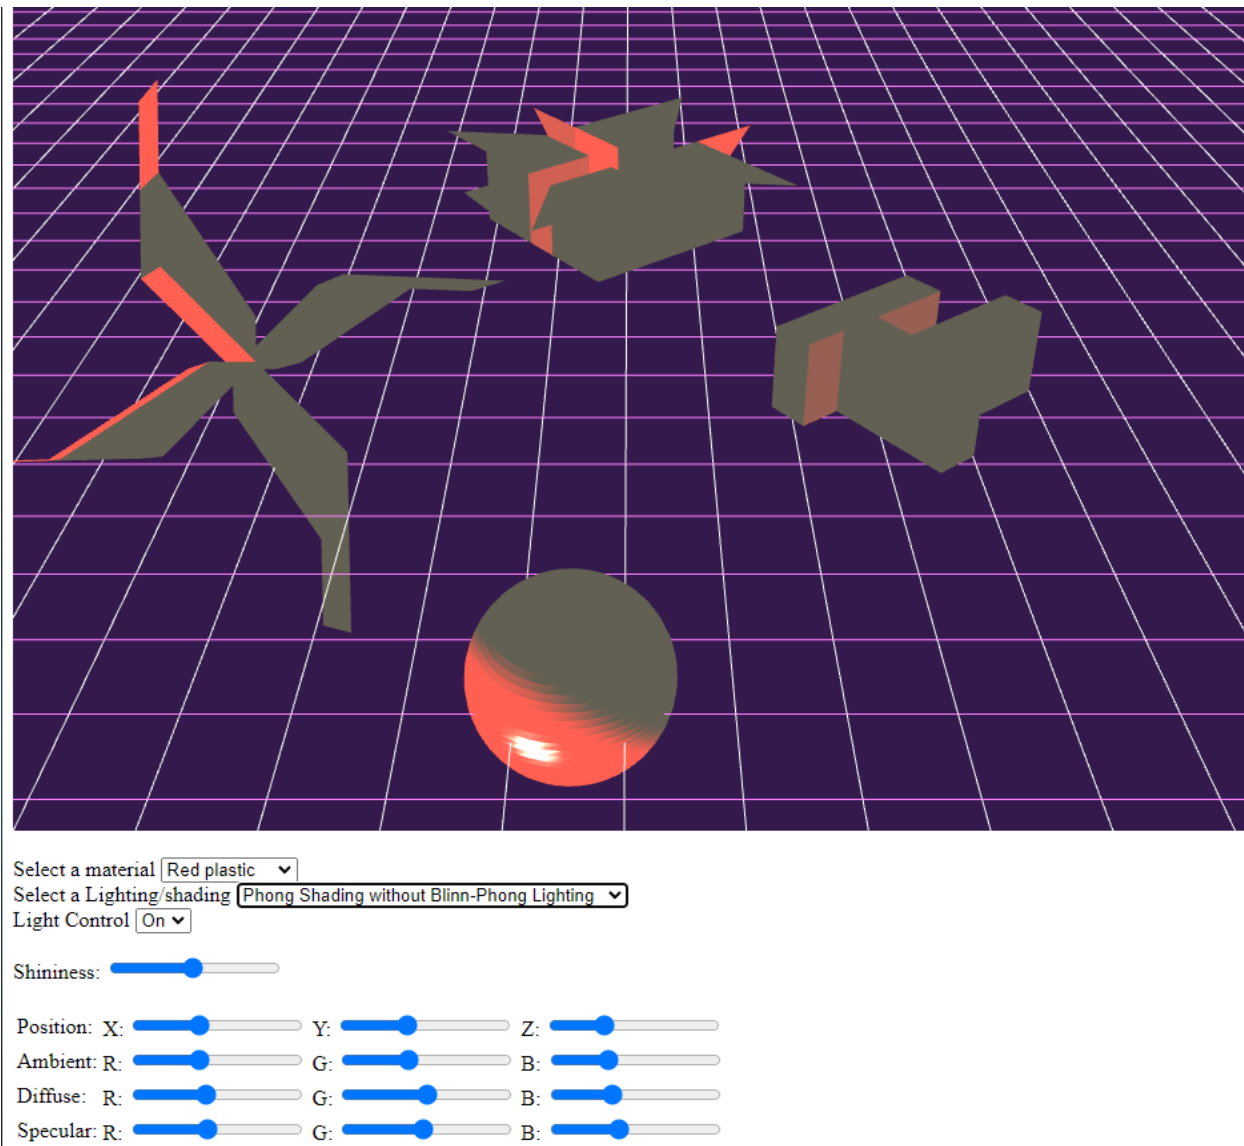 Select a material Red plastic
Select a Lighting/shading Phong Shading without Blinn-Phong Lighting
Light Control On
Shininess:
Position: X: Y: Z:
Ambient: R: G: B:
Diffuse: R: G: B:
Specular: R: G: B: